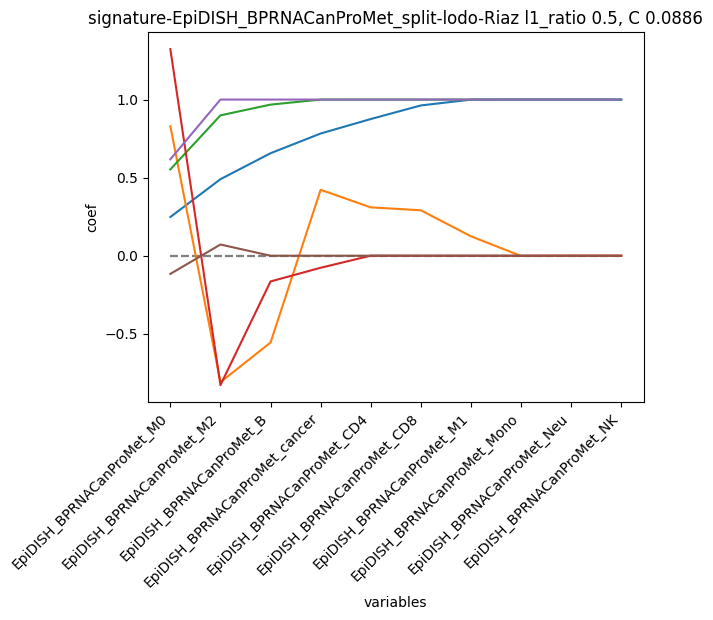 signature-EpiDISH_BPRNACanProMet_split-lodo-Riaz l1_ratio 0.5, C 0.0886
1.0
0.5
0.0
−0.5
coef
EpiDISH_BPRNACanProMet_M0
EpiDISH_BPRNACanProMet_M2
EpiDISH_BPRNACanProMet_B
EpiDISH_BPRNACanProMet_cancer
EpiDISH_BPRNACanProMet_CD4
EpiDISH_BPRNACanProMet_CD8
EpiDISH_BPRNACanProMet_M1
EpiDISH_BPRNACanProMet_Mono
EpiDISH_BPRNACanProMet_Neu
EpiDISH_BPRNACanProMet_NK
variables